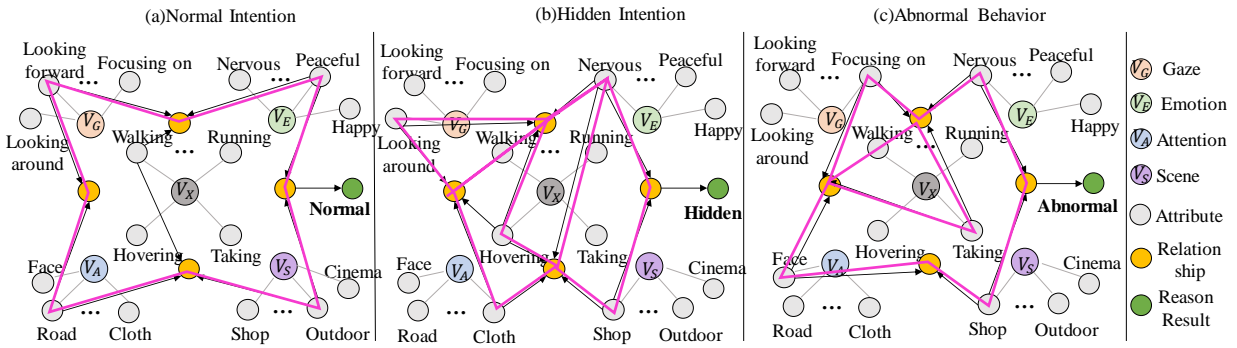 (a)Normal Intention
Looking
forward
...
Focusing on
Nervous
...
Peaceful
V_G
V_E
Happy
Looking
around
Walking
...
Running
V_X
Normal
Hovering
Taking
Face
V_A
V_S
Cinema
Road
...
Cloth
Shop
...
Outdoor
(b)Hidden Intention
Looking
forward
...
Focusing on
Nervous
...
Peaceful
V_G
V_E
Happy
Looking
around
Walking
...
Running
V_X
Hidden
Hovering
Taking
Face
V_A
V_S
Cinema
Road
...
Cloth
Shop
...
Outdoor
(c)Abnormal Behavior
Looking
forward
...
Focusing on
Nervous
...
Peaceful
V_G
V_E
Happy
Looking
around
Walking
...
Running
V_X
Abnormal
Hovering
Taking
Face
V_A
V_S
Cinema
Road
...
Cloth
Shop
...
Outdoor
V_G Gaze
V_E Emotion
V_A Attention
V_S Scene
Attribute
Relation
ship
Reason
Result